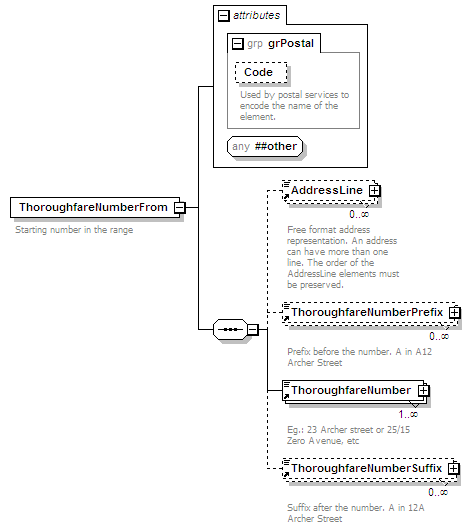 attributes
grp grPostal
Code
Used by postal services to
encode the name of the
element.
any ##other
ThoroughfareNumberFrom
Starting number in the range
AddressLine
0..∞
Free format address
representation. An address
can have more than one
line. The order of the
AddressLine elements must
be preserved.
ThoroughfareNumberPrefix
0..∞
Prefix before the number. A in A12
Archer Street
ThoroughfareNumber
1..∞
Eg.: 23 Archer street or 25/15
Zero Avenue, etc
ThoroughfareNumberSuffix
0..∞
Suffix after the number. A in 12A
Archer Street